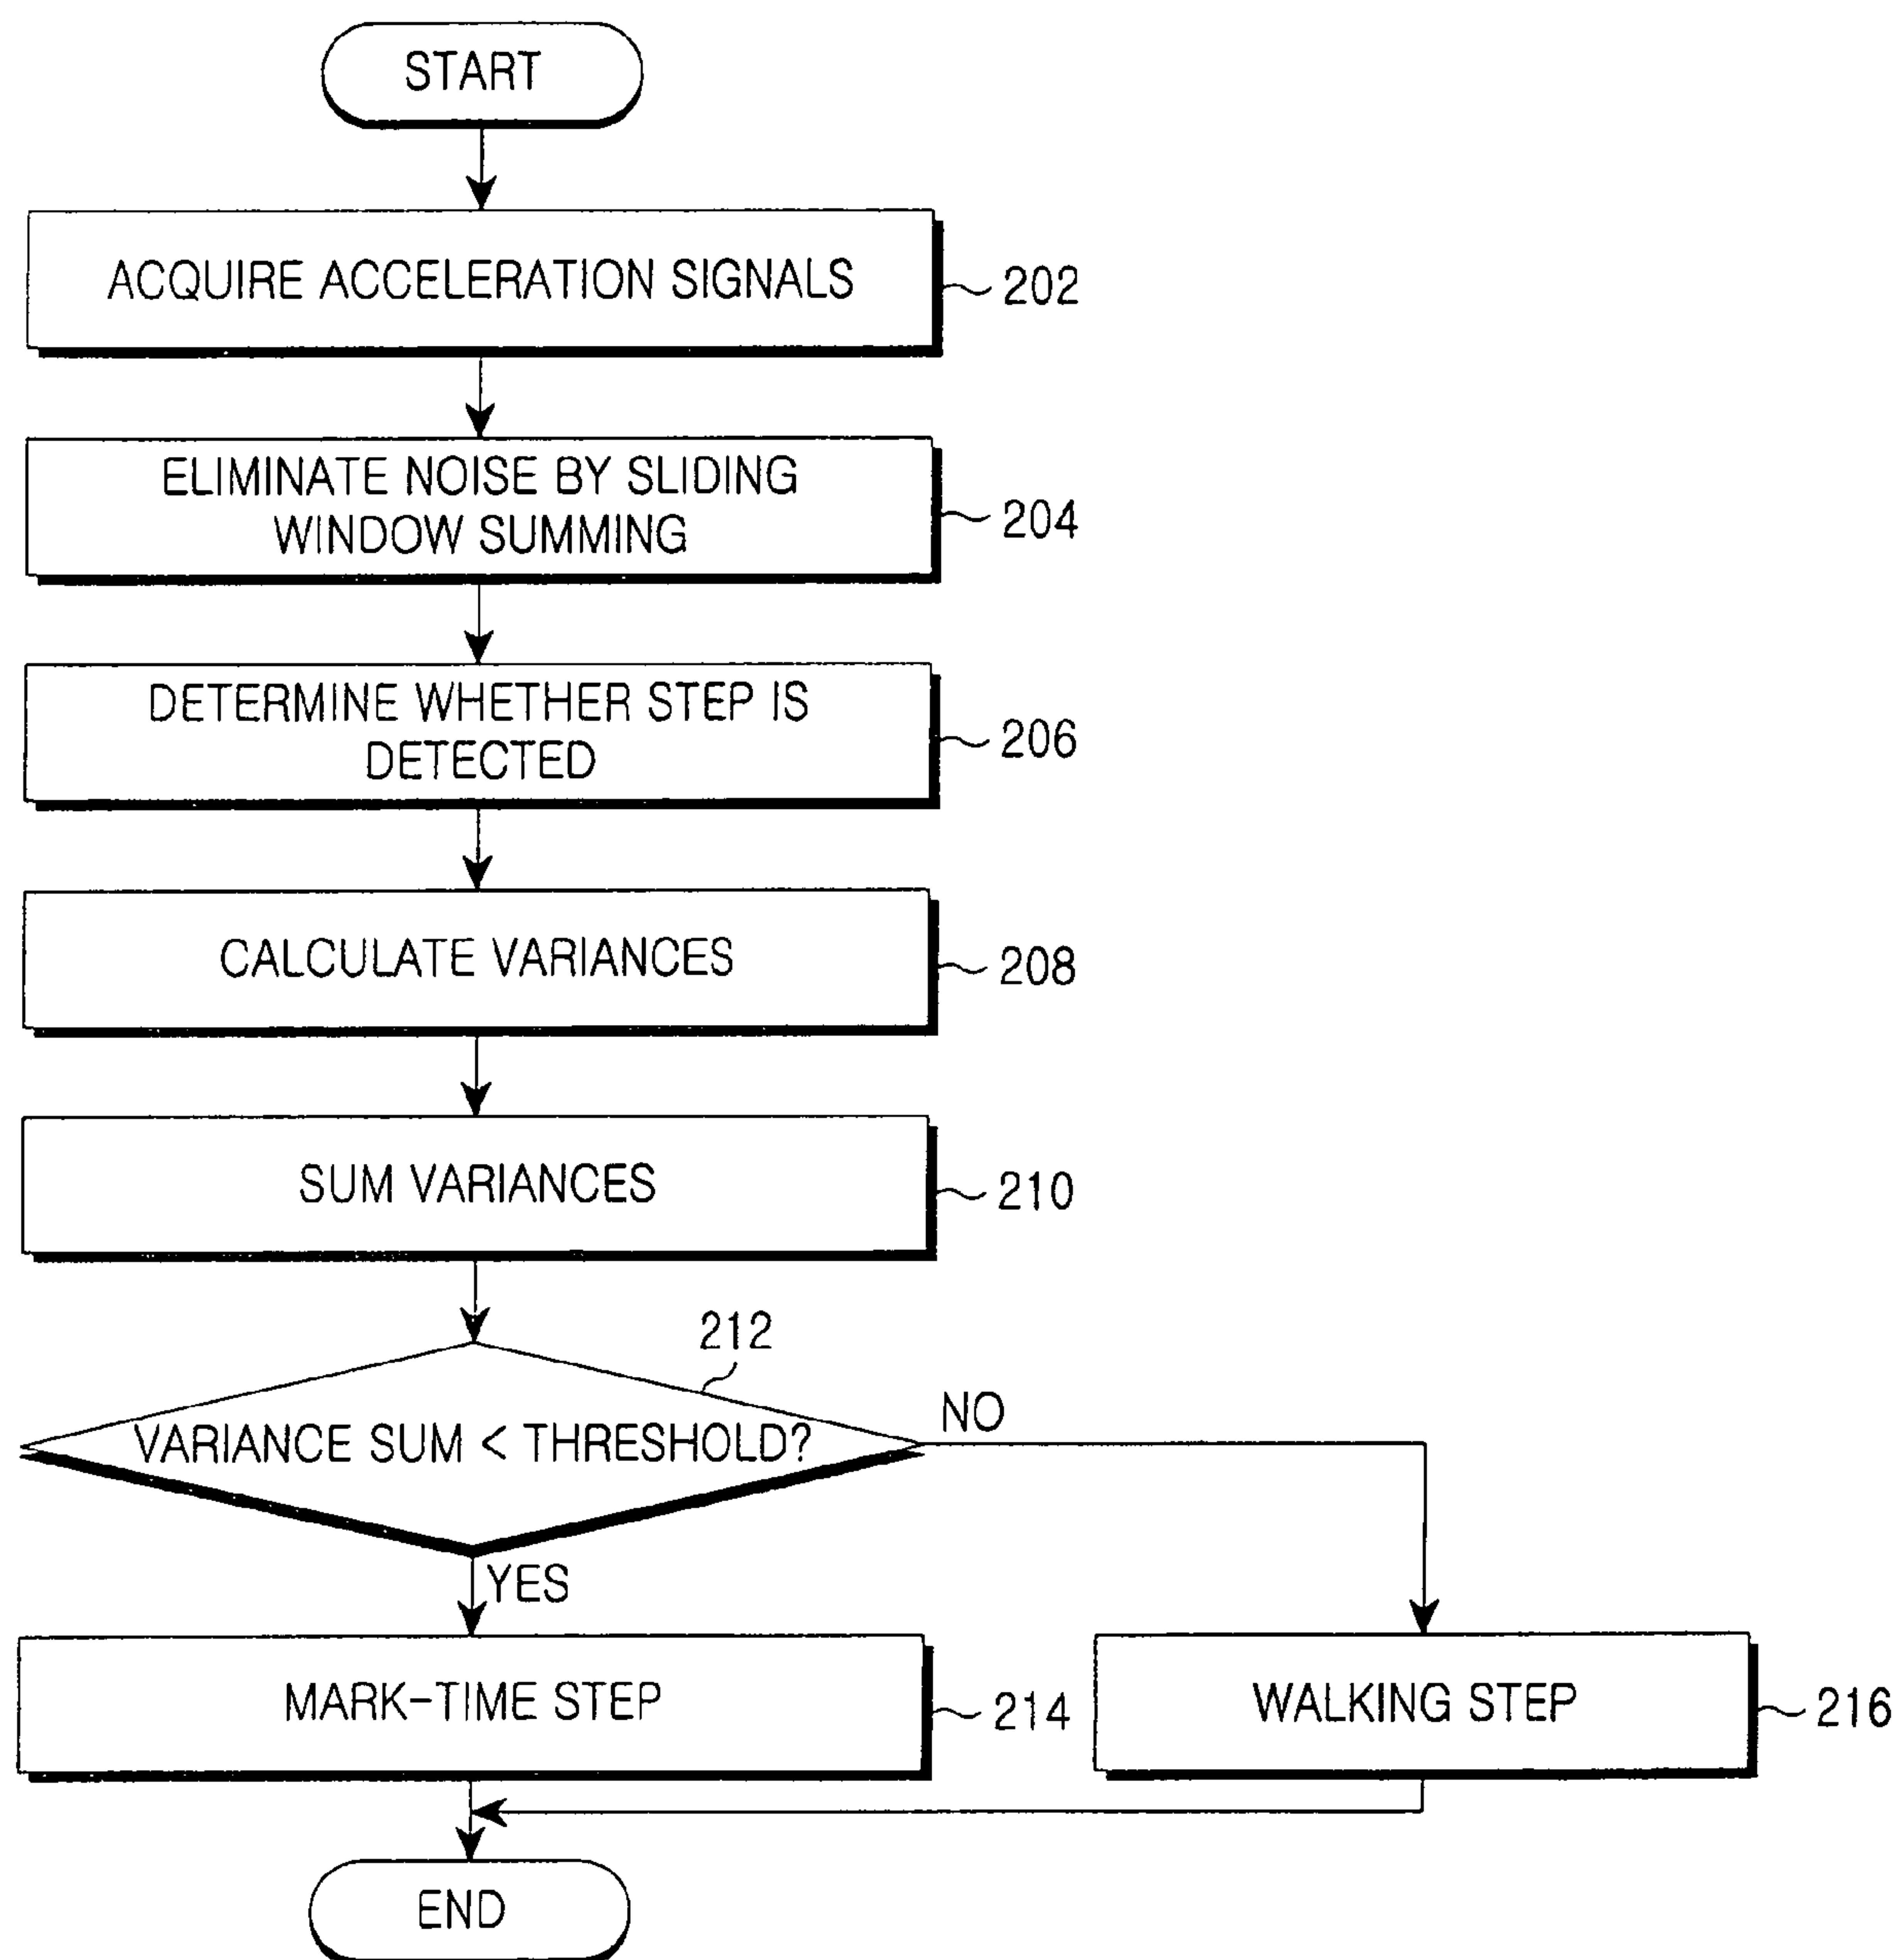 START
ACQUIRE ACCELERATION SIGNALS
202
ELIMINATE NOISE BY SLIDING
WINDOW SUMMING
204
DETERMINE WHETHER STEP IS
DETECTED
206
CALCULATE VARIANCES
208
SUM VARIANCES
210
212
VARIANCE SUM < THRESHOLD?
NO
YES
MARK-TIME STEP
214
WALKING STEP
216
END